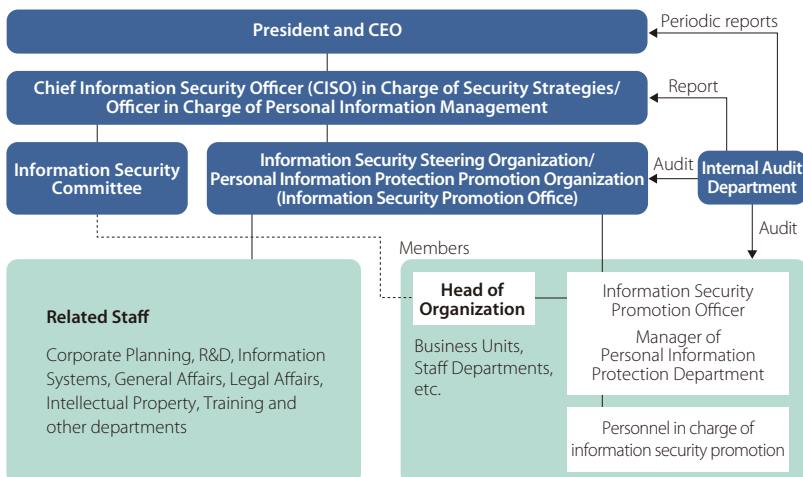 President and CEO
Periodic reports
Chief Information Security Officer (CISO) in Charge of Security Strategies/
Officer in Charge of Personal Information Management
Report
Information Security
Committee
Information Security Steering Organization/
Personal Information Protection Promotion Organization
(Information Security Promotion Office)
Audit
Internal Audit
Department
Audit
Members
Related Staff
Corporate Planning, R&D, Information
Systems, General Affairs, Legal Affairs,
Intellectual Property, Training and
other departments
Head of
Organization
Business Units,
Staff Departments,
etc.
Information Security
Promotion Officer
Manager of
Personal Information
Protection Department
Personnel in charge of
information security promotion